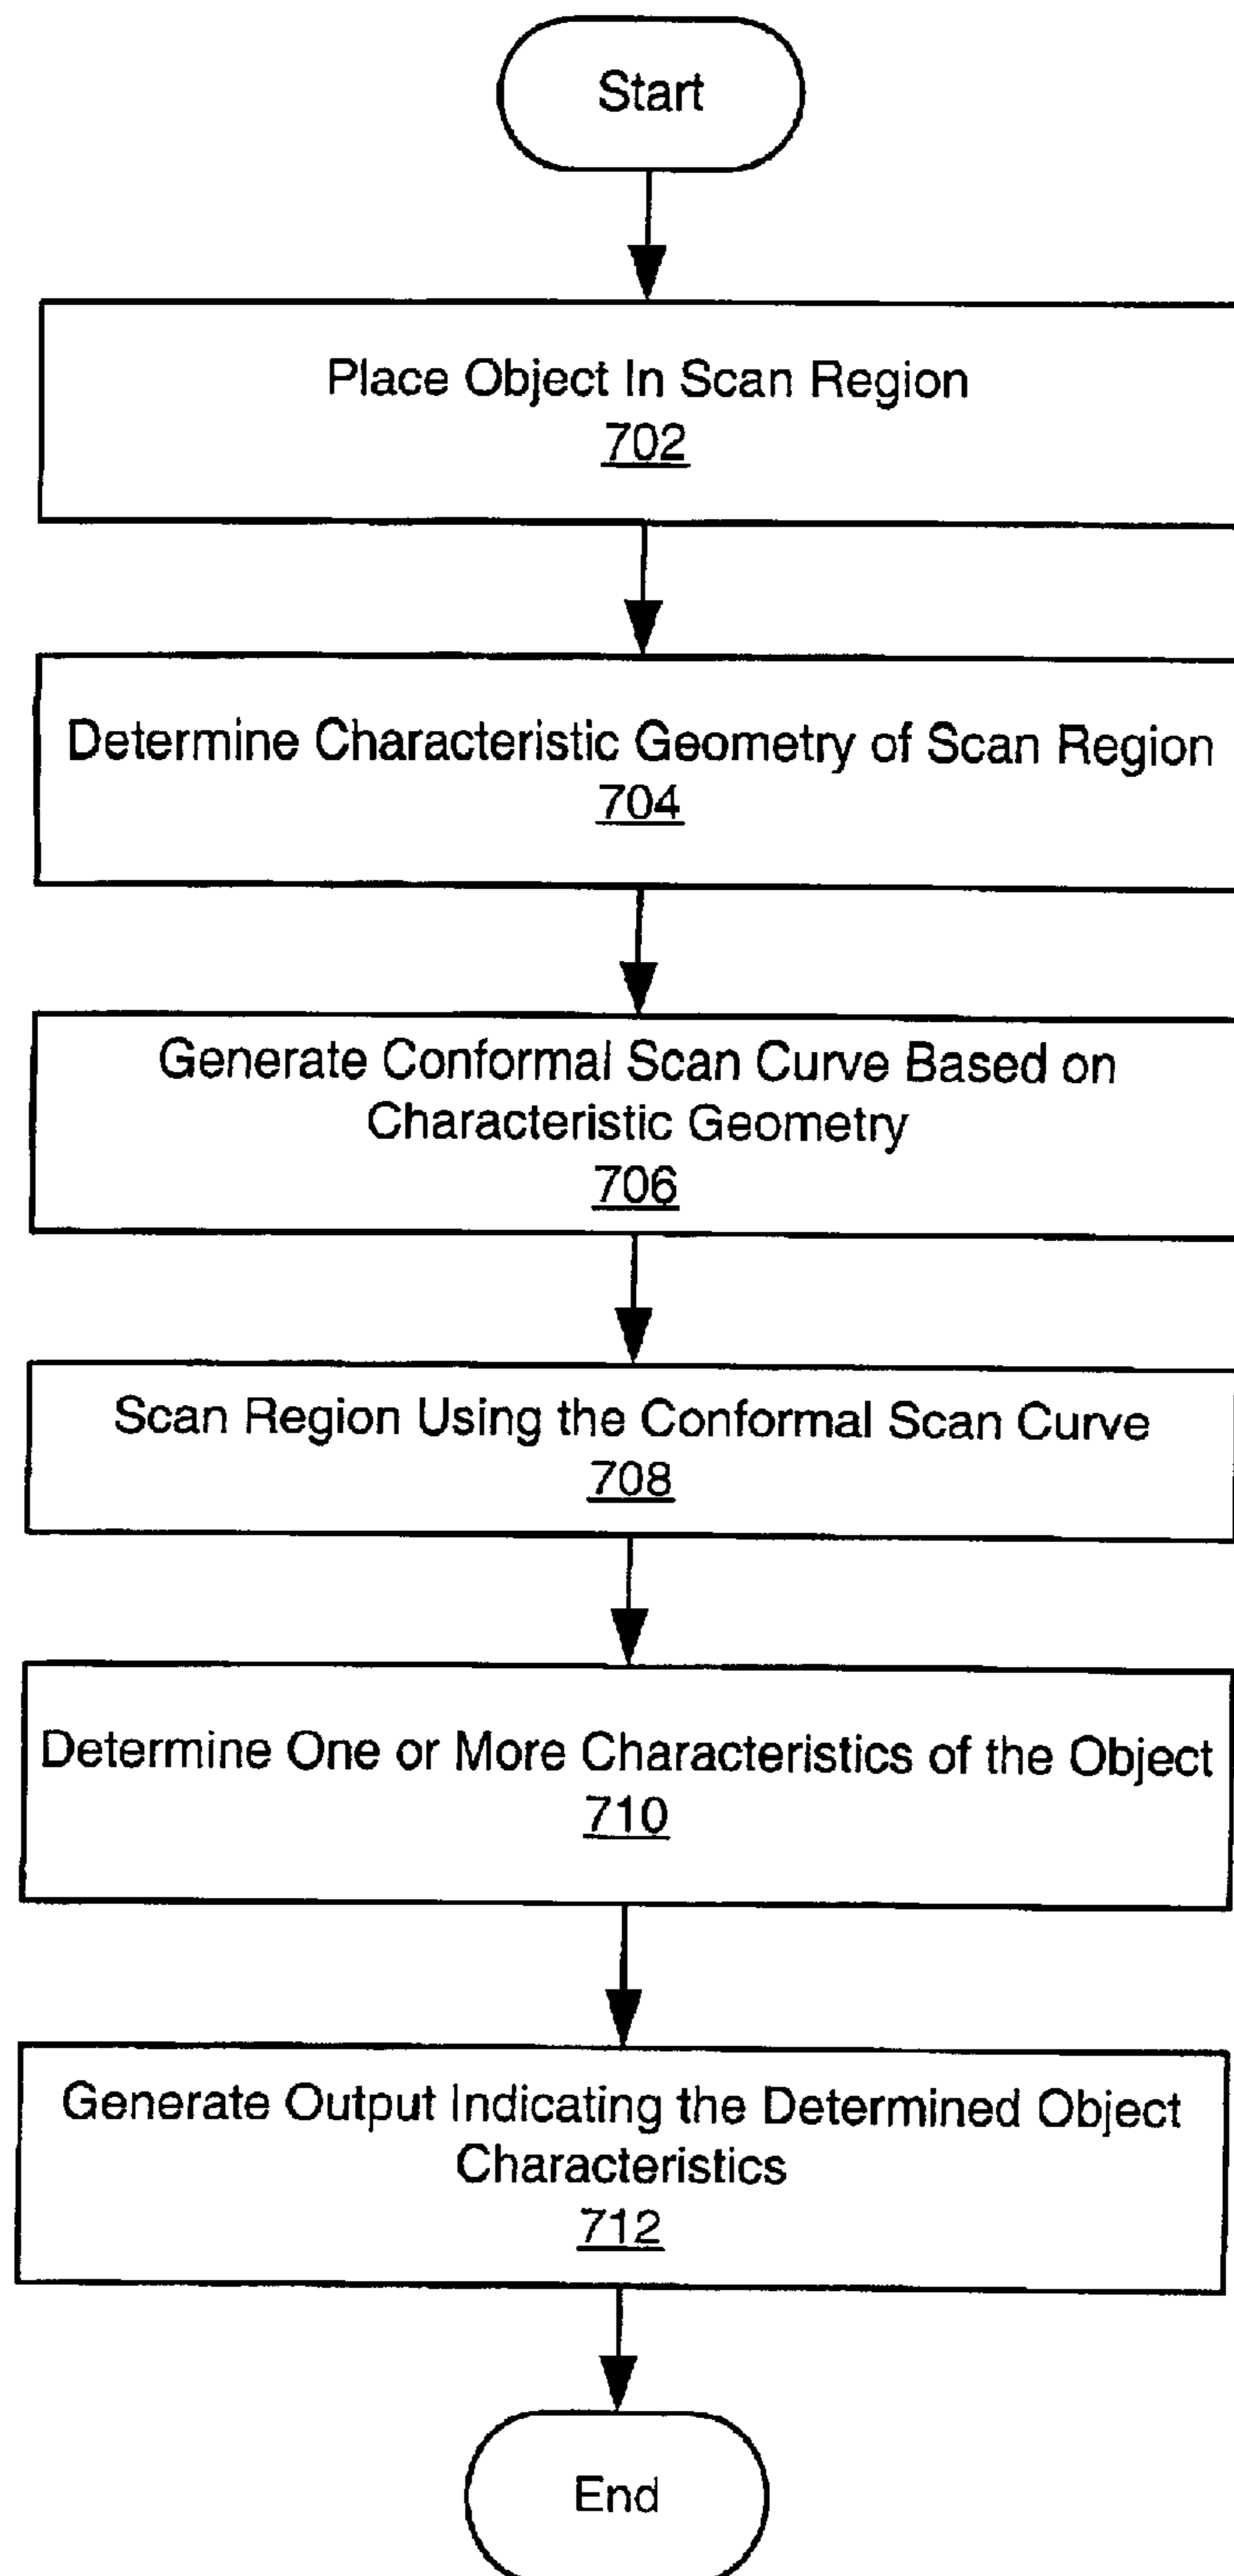 Start
Place Object In Scan Region
702
Determine Characteristic Geometry of Scan Region
704
Generate Conformal Scan Curve Based on
Characteristic Geometry
706
Scan Region Using the Conformal Scan Curve
708
Determine One or More Characteristics of the Object
710
Generate Output Indicating the Determined Object
Characteristics
712
End